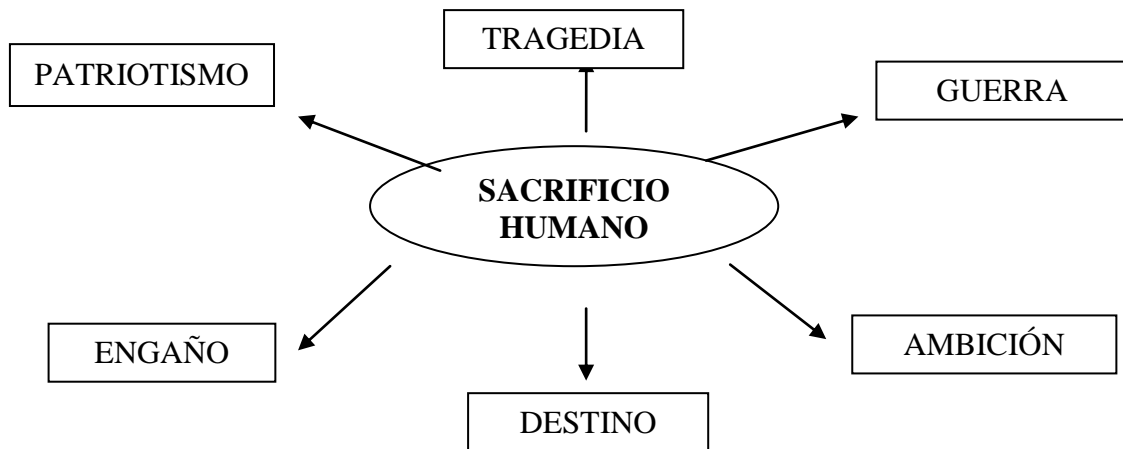 TRAGEDIA
PATRIOTISMO
GUERRA
SACRIFICIO
HUMANO
ENGAÑO
AMBICIÓN
DESTINO